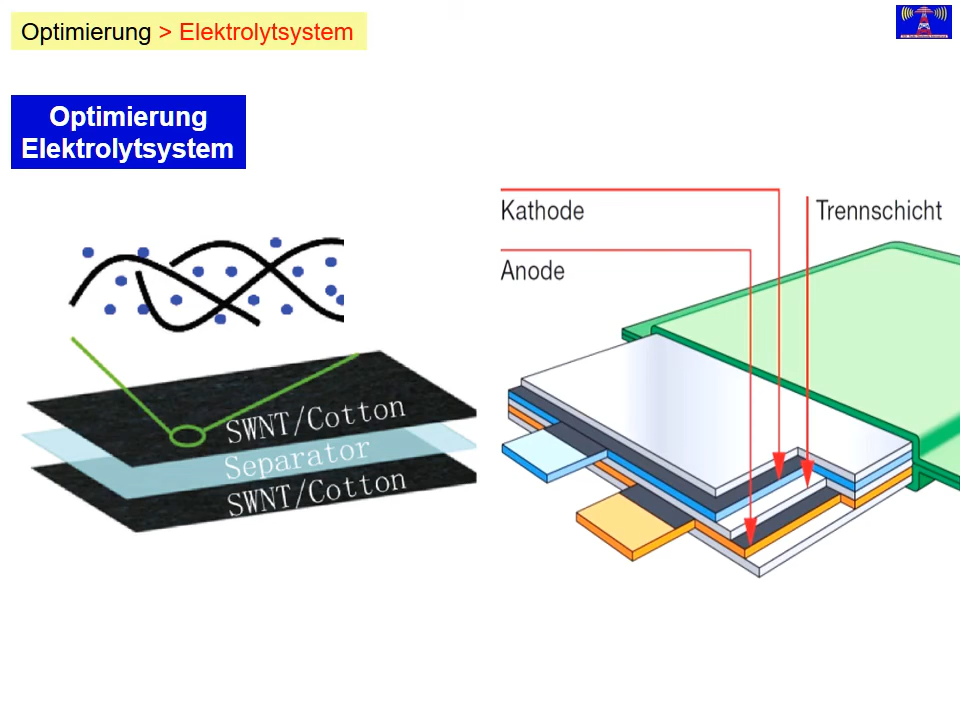 Optimierung > Elektrolytsystem
Optimierung
Elektrolytsystem
SWNT/Cotton
Separator
SWNT/Cotton
Kathode
Trennschicht
Anode